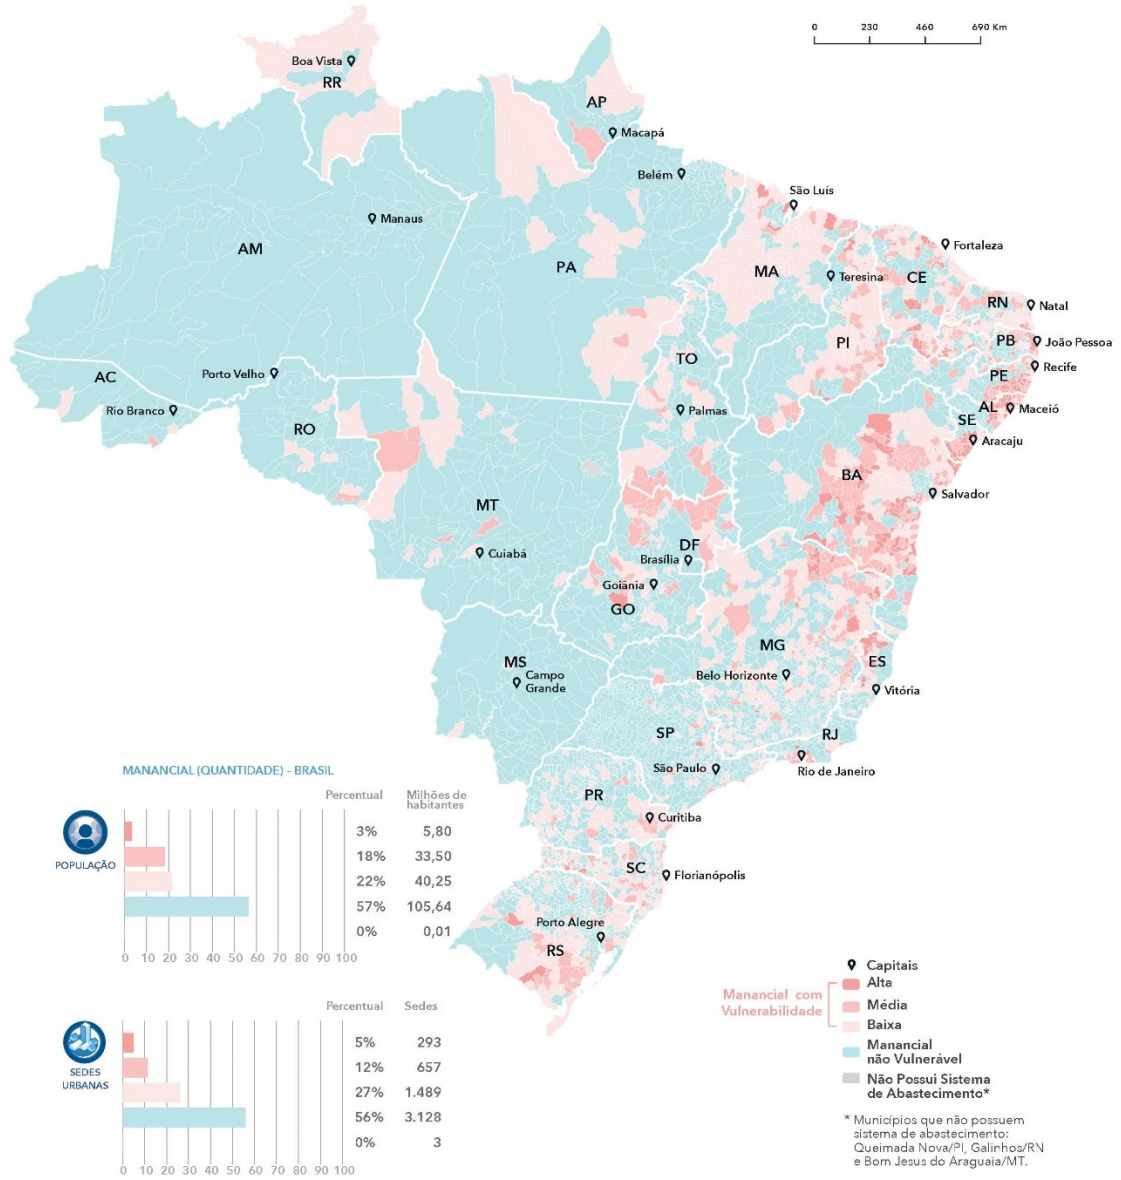 0 230 460 690 Km
Boa Vista
RR
AP
Macapá
Belém
São Luís
Manaus
Fortaleza
AM
PA
MA
Teresina
CE
RN
Natal
PI
PB
João Pessoa
TO
Recife
AC
Porto Velho
PE
Rio Branco
Palmas
AL
Maceió
RO
SE
Aracaju
BA
Salvador
MT
DF
Cuiabá
Brasília
Goiânia
GO
MG
MS
Campo
Grande
Belo Horizonte
ES
Vitória
SP
RJ
São Paulo
Rio de Janeiro
PR
Curitiba
SC
Florianópolis
Porto Alegre
RS
MANANCIAL (QUANTIDADE) - BRASIL
Percentual Milhões de
habitantes
POPULAÇÃO
3% 5,80
18% 33,50
22% 40,25
57% 105,64
0% 0,01
0 10 20 30 40 50 60 70 80 90 100
Percentual Sedes
SEDES
URBANAS
5% 293
12% 657
27% 1.489
56% 3.128
0% 3
0 10 20 30 40 50 60 70 80 90 100
Capitais
Manancial com
Vulnerabilidade
Alta
Média
Baixa
Manancial
não Vulnerável
Não Possui Sistema
de Abastecimento*
* Municípios que não possuem
sistema de abastecimento:
Queimada Nova/PI, Galinhos/RN
e Bom Jesus do Araguaia/MT.